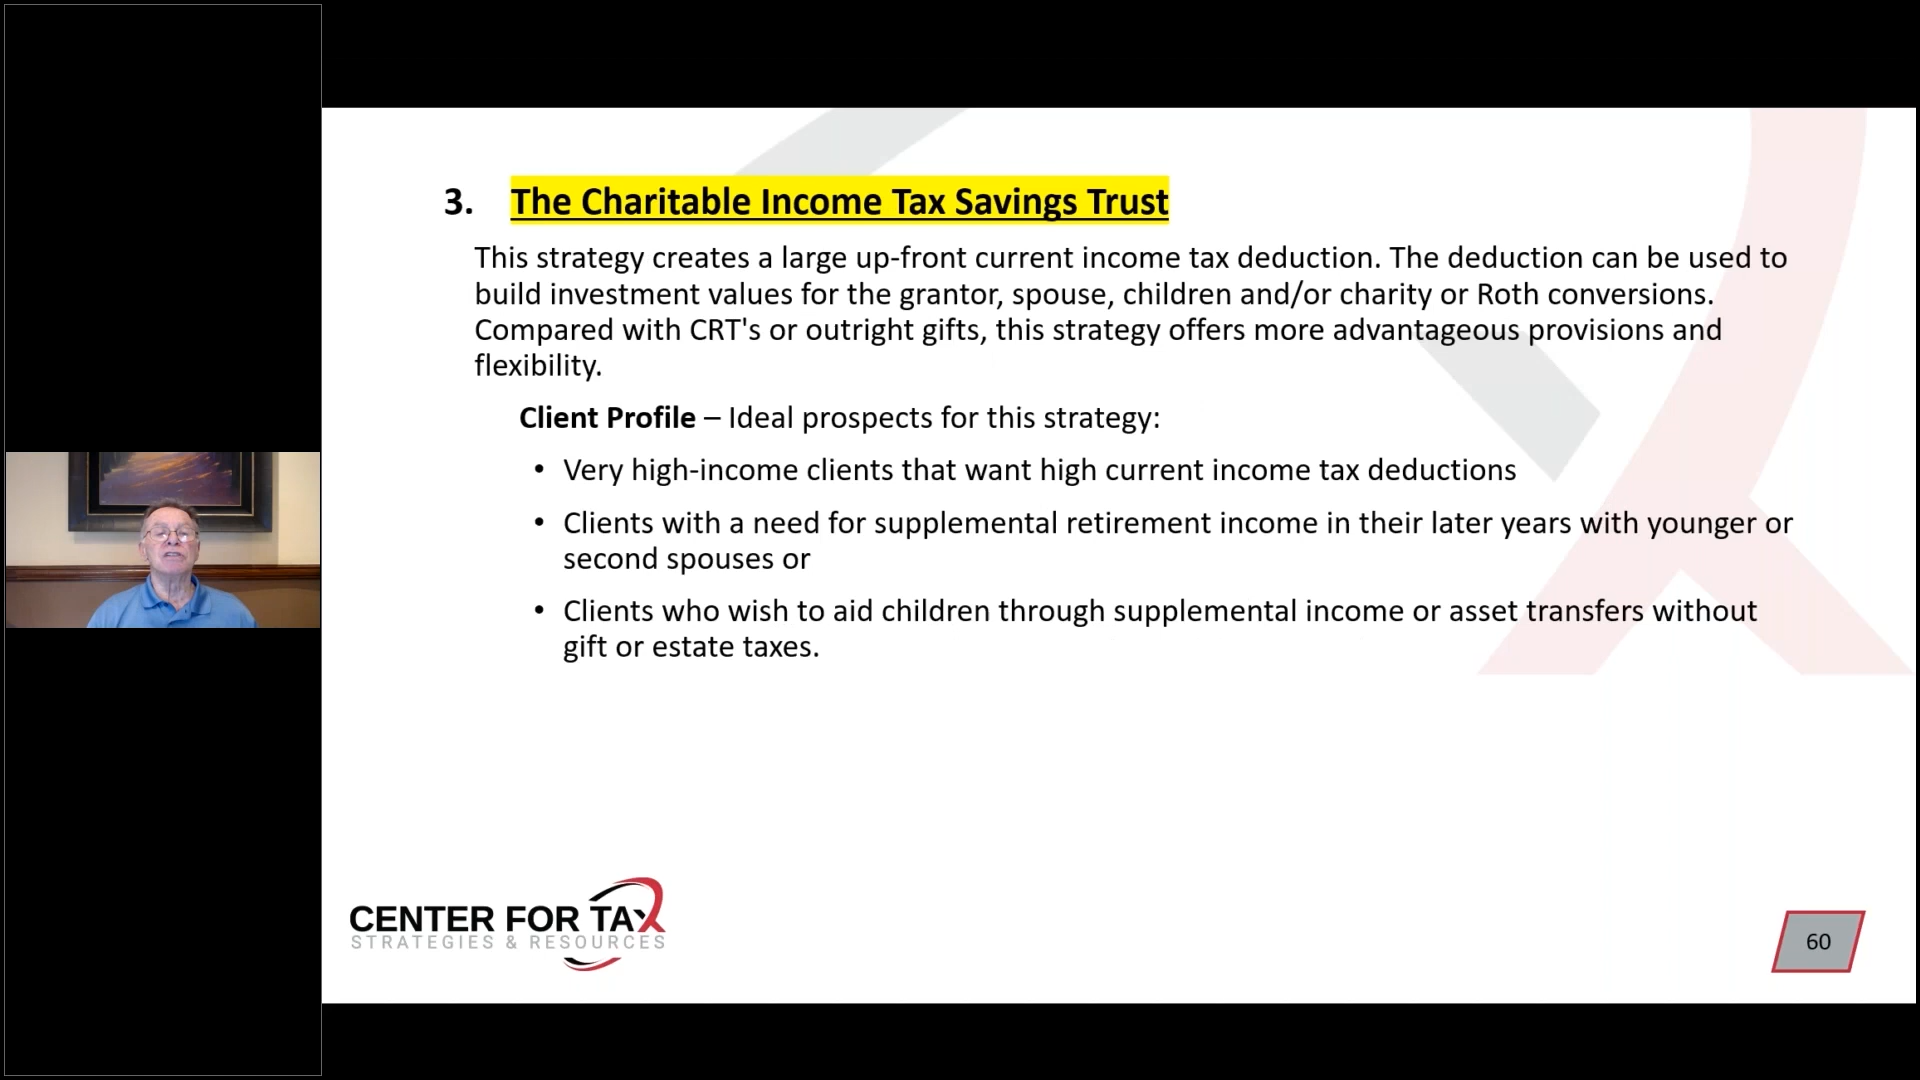 3. The Charitable Income Tax Savings Trust
This strategy creates a large up-front current income tax deduction. The deduction can be used to
build investment values for the grantor, spouse, children and/or charity or Roth conversions.
Compared with CRT's or outright gifts, this strategy offers more advantageous provisions and
flexibility.
Client Profile – Ideal prospects for this strategy:
• Very high-income clients that want high current income tax deductions
• Clients with a need for supplemental retirement income in their later years with younger or
second spouses or
• Clients who wish to aid children through supplemental income or asset transfers without
gift or estate taxes.
CENTER FOR TAX
STRATEGIES & RESOURCES
60